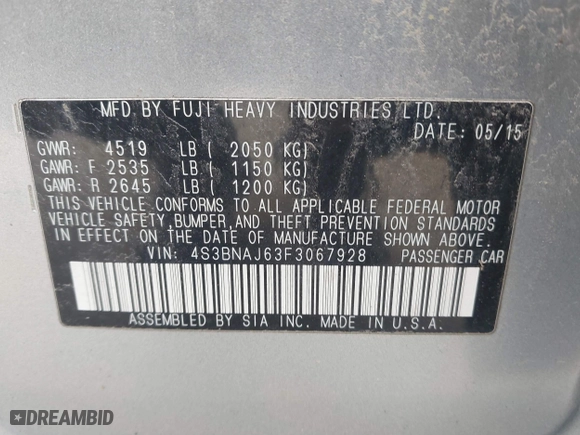 MFD BY FUJI HEAVY INDUSTRIES LTD.
DATE: 05/15
GVWR: 4519 LB ( 2050 KG)
GAWR: F 2535 LB ( 1150 KG)
GAWR: R 2645 LB ( 1200 KG)
THIS VEHICLE CONFORMS TO ALL APPLICABLE FEDERAL MOTOR
VEHICLE SAFETY, BUMPER, AND THEFT PREVENTION STANDARDS
IN EFFECT ON THE DATE OF MANUFACTURE SHOWN ABOVE.
VIN: 4S3BNAJ63F3067928 PASSENGER CAR
ASSEMBLED BY SIA INC. MADE IN U.S.A.
DREAMBID